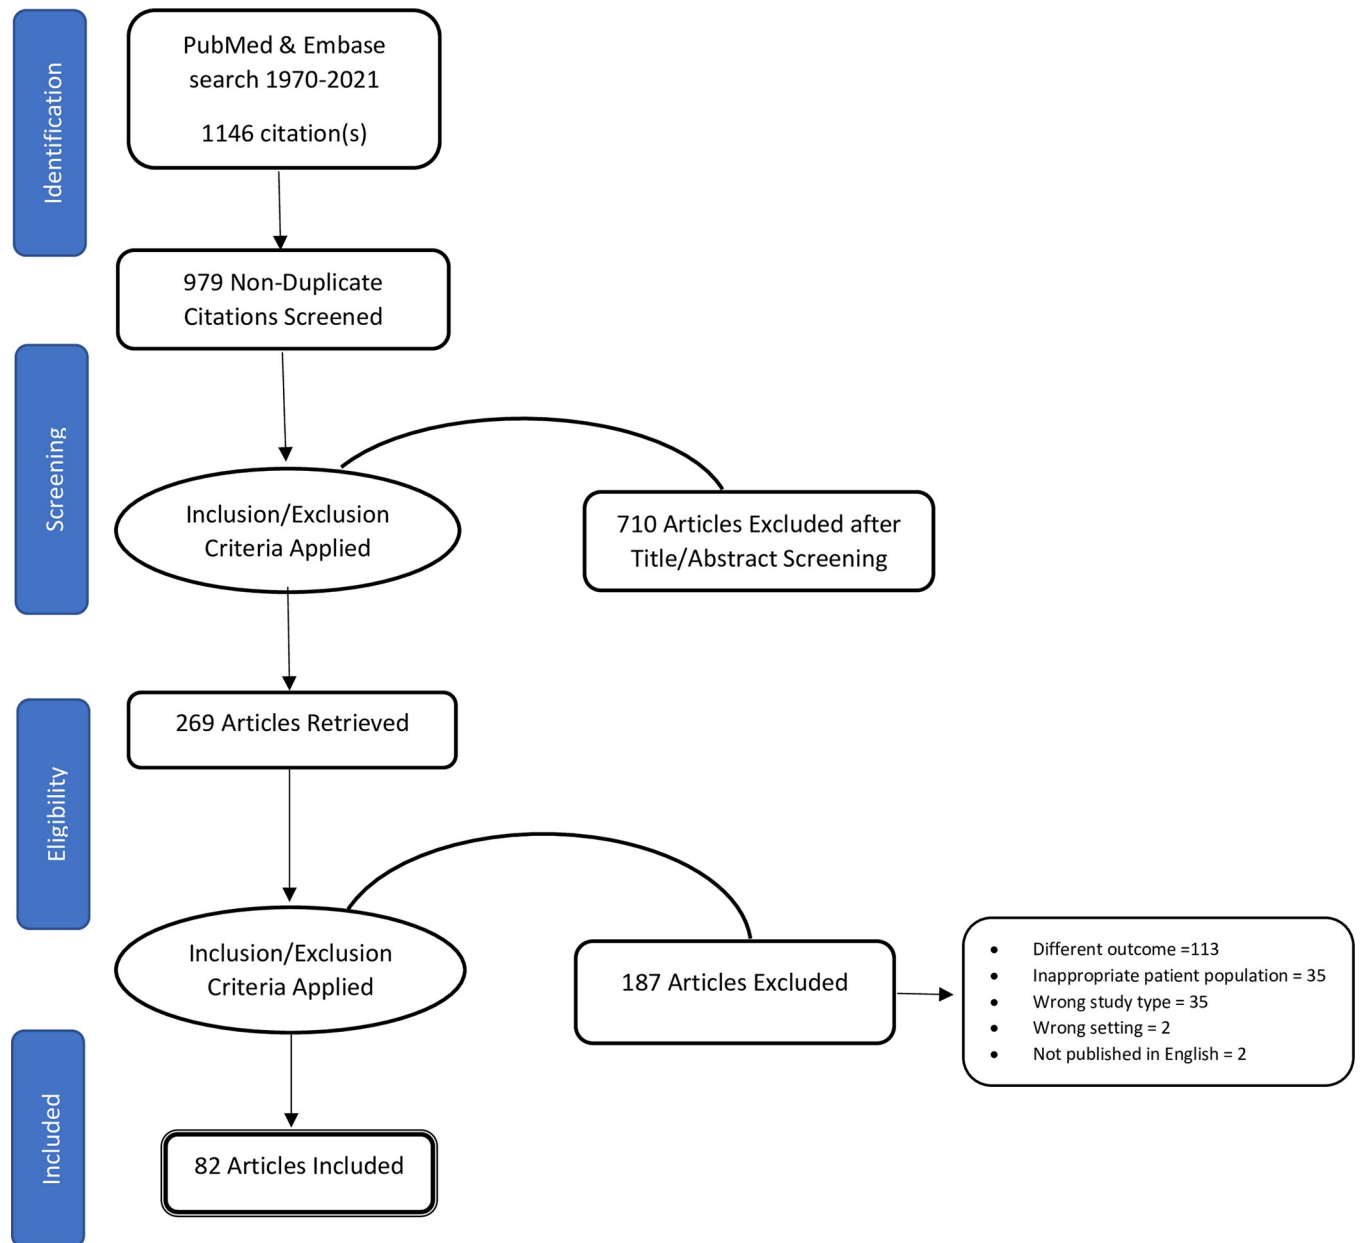 Identification
PubMed & Embase
search 1970-2021
1146 citation(s)
979 Non-Duplicate
Citations Screened
Screening
Inclusion/Exclusion
Criteria Applied
710 Articles Excluded after
Title/Abstract Screening
Eligibility
269 Articles Retrieved
Inclusion/Exclusion
Criteria Applied
187 Articles Excluded
• Different outcome =113
• Inappropriate patient population = 35
• Wrong study type = 35
• Wrong setting = 2
• Not published in English = 2
Included
82 Articles Included